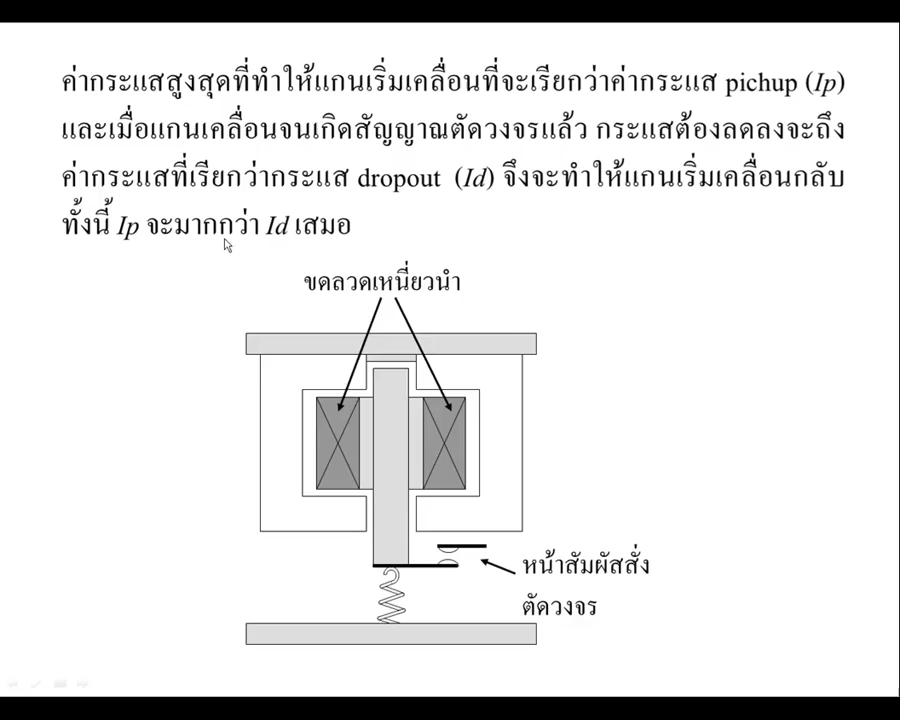 ค่ากระแสสูงสุดที่ทำให้แกนเริ่มเคลื่อนที่จะเรียกว่าค่ากระแส pichup (Ip)
และเมื่อแกนเคลื่อนจนเกิดสัญญาณตัดวงจรแล้ว กระแสต้องลดลงจะถึง
ค่ากระแสที่เรียกว่ากระแส dropout (Id) จึงจะทำให้แกนเริ่มเคลื่อนกลับ
ทั้งนี้ Ip จะมากกว่า Id เสมอ
ขดลวดเหนี่ยวนำ
หน้าสัมผัสสั่ง
ตัดวงจร